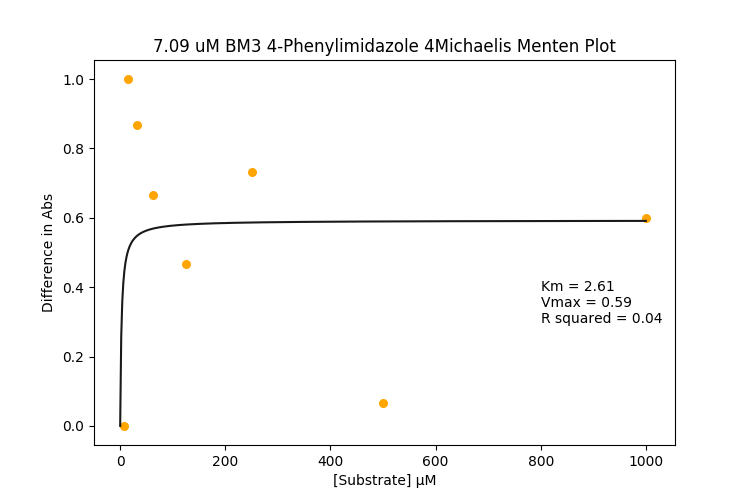 7.09 uM BM3 4-Phenylimidazole 4Michaelis Menten Plot
1.0
0.8
0.6
0.4
0.2
0.0
Difference in Abs
Km = 2.61
Vmax = 0.59
R squared = 0.04
0 200 400 600 800 1000
[Substrate] µM